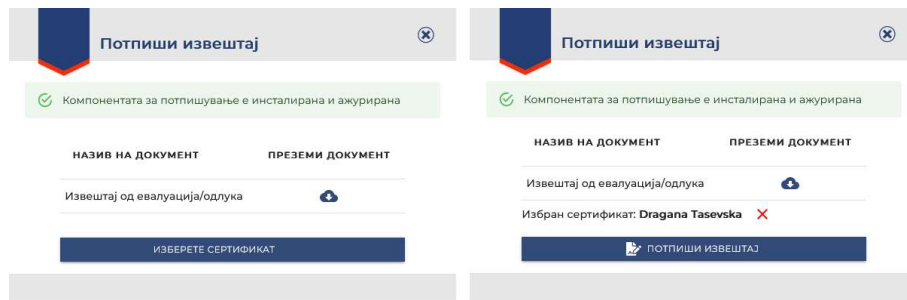 Потпиши извештај
Компонентата за потпишување е инсталирана и ажурирана
НАЗИВ НА ДОКУМЕНТ ПРЕЗЕМИ ДОКУМЕНТ
Извештај од евалуација/одлука
ИЗБЕРЕТЕ СЕРТИФИКАТ
Потпиши извештај
Компонентата за потпишување е инсталирана и ажурирана
НАЗИВ НА ДОКУМЕНТ ПРЕЗЕМИ ДОКУМЕНТ
Извештај од евалуација/одлука
Избран сертификат: Dragana Tasevska
ПОТПИШИ ИЗВЕШТАЈ